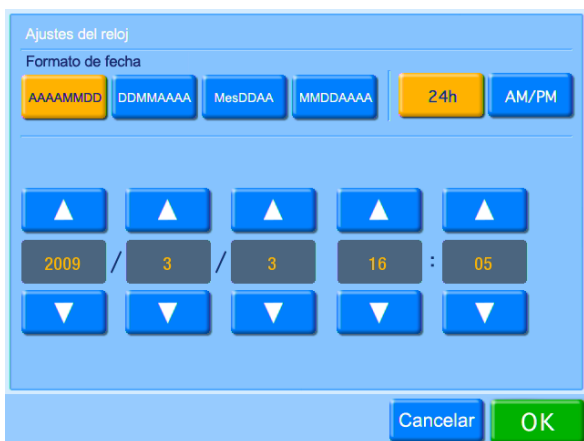 Ajustes del reloj
Formato de fecha
AAAAMMDD DDMMAAAA MesDDAA MMDDAAAA 24h AM/PM
2009 / 3 / 3 16 : 05
Cancelar OK